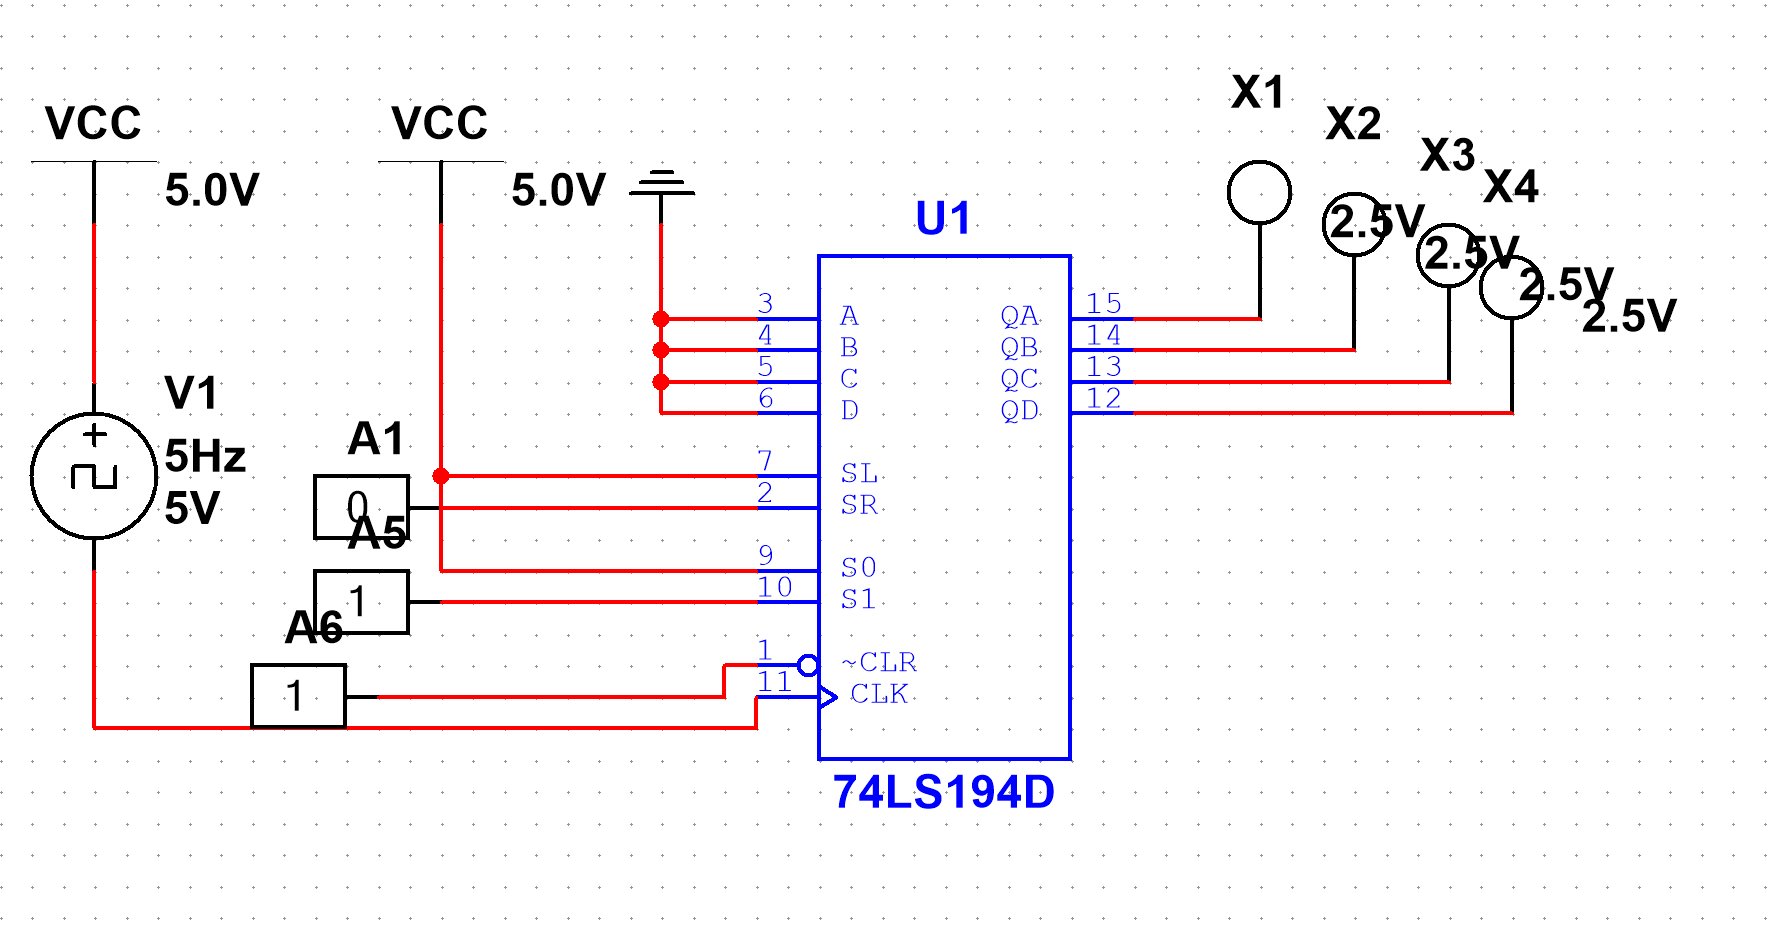 VCC
5.0V
VCC
5.0V
X1
X2
X3
X4
2.5V
2.5V
2.5V
2.5V
U1
V1
+
5Hz
5V
A1
0
A5
1
A6
1
3 A QA 15
4 B QB 14
5 C QC 13
6 D QD 12
7 SL
2 SR
9 S0
10 S1
1 ~CLR
11 CLK
74LS194D